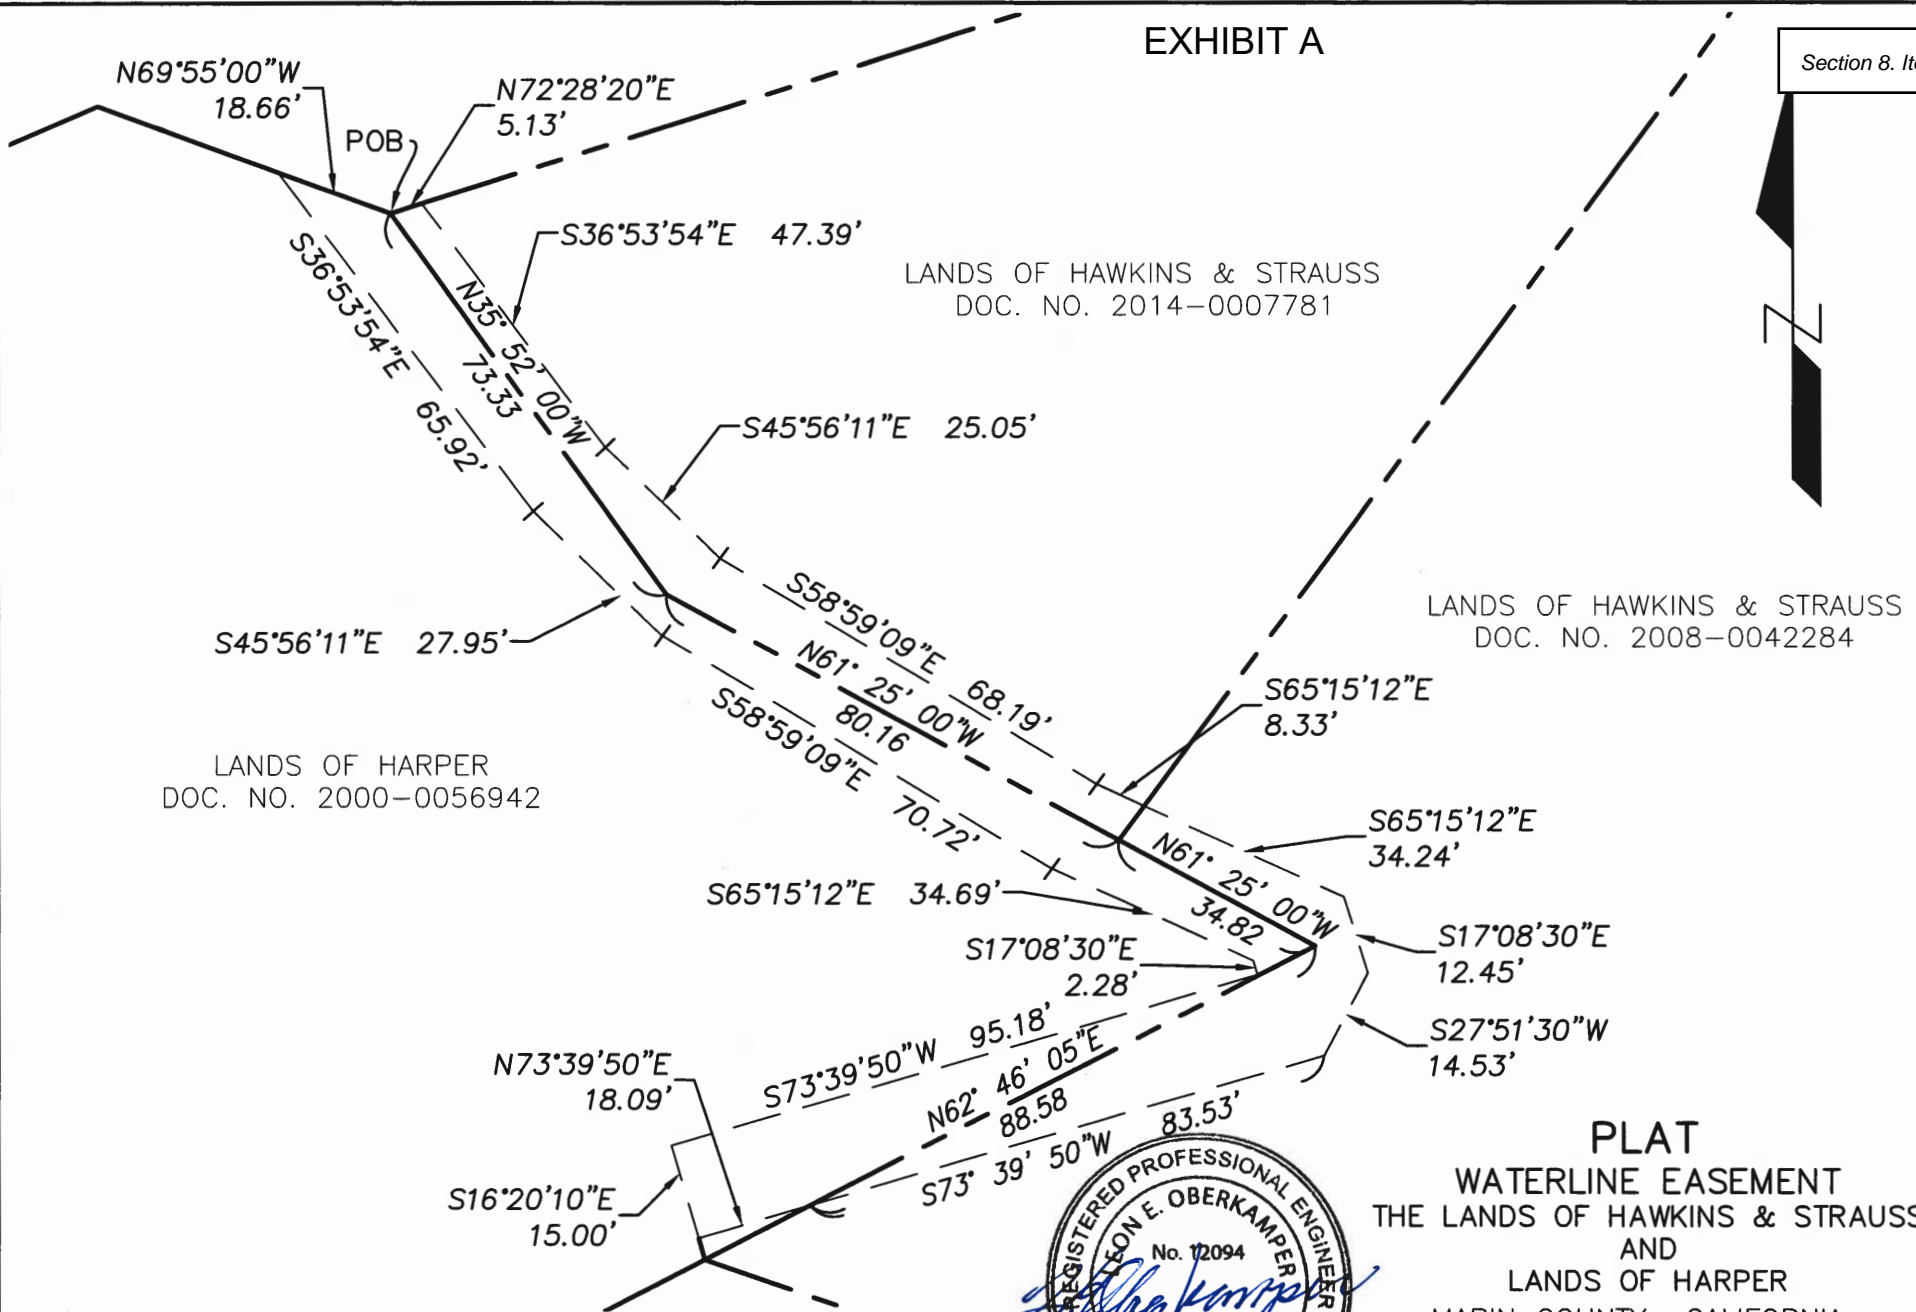 EXHIBIT A
Section 8. Ite
N69°55'00"W
18.66'
N72°28'20"E
5.13'
POB
S36°53'54"E 47.39'
LANDS OF HAWKINS & STRAUSS
DOC. NO. 2014-0007781
S36°53'54"E 65.92'
N35° 52' 00"W
73.33
S45°56'11"E 25.05'
S45°56'11"E 27.95'
S58°59'09"E 68.19'
LANDS OF HAWKINS & STRAUSS
DOC. NO. 2008-0042284
N61° 25' 00"W
80.16
S58°59'09"E 70.72'
S65°15'12"E
8.33'
LANDS OF HARPER
DOC. NO. 2000-0056942
S65°15'12"E
34.24'
N61° 25' 00"W
34.82
S65°15'12"E 34.69'
S17°08'30"E
2.28'
S17°08'30"E
12.45'
S27°51'30"W
14.53'
S73°39'50"W 95.18'
N62° 46' 05"E
88.58
N73°39'50"E
18.09'
S73° 39' 50"W 83.53'
S16°20'10"E
15.00'
REGISTERED PROFESSIONAL ENGINEER
LEON E. OBERKAMPER
No. 12094
PLAT
WATERLINE EASEMENT
THE LANDS OF HAWKINS & STRAUSS
AND
LANDS OF HARPER
MARIN COUNTY CALIFORNIA